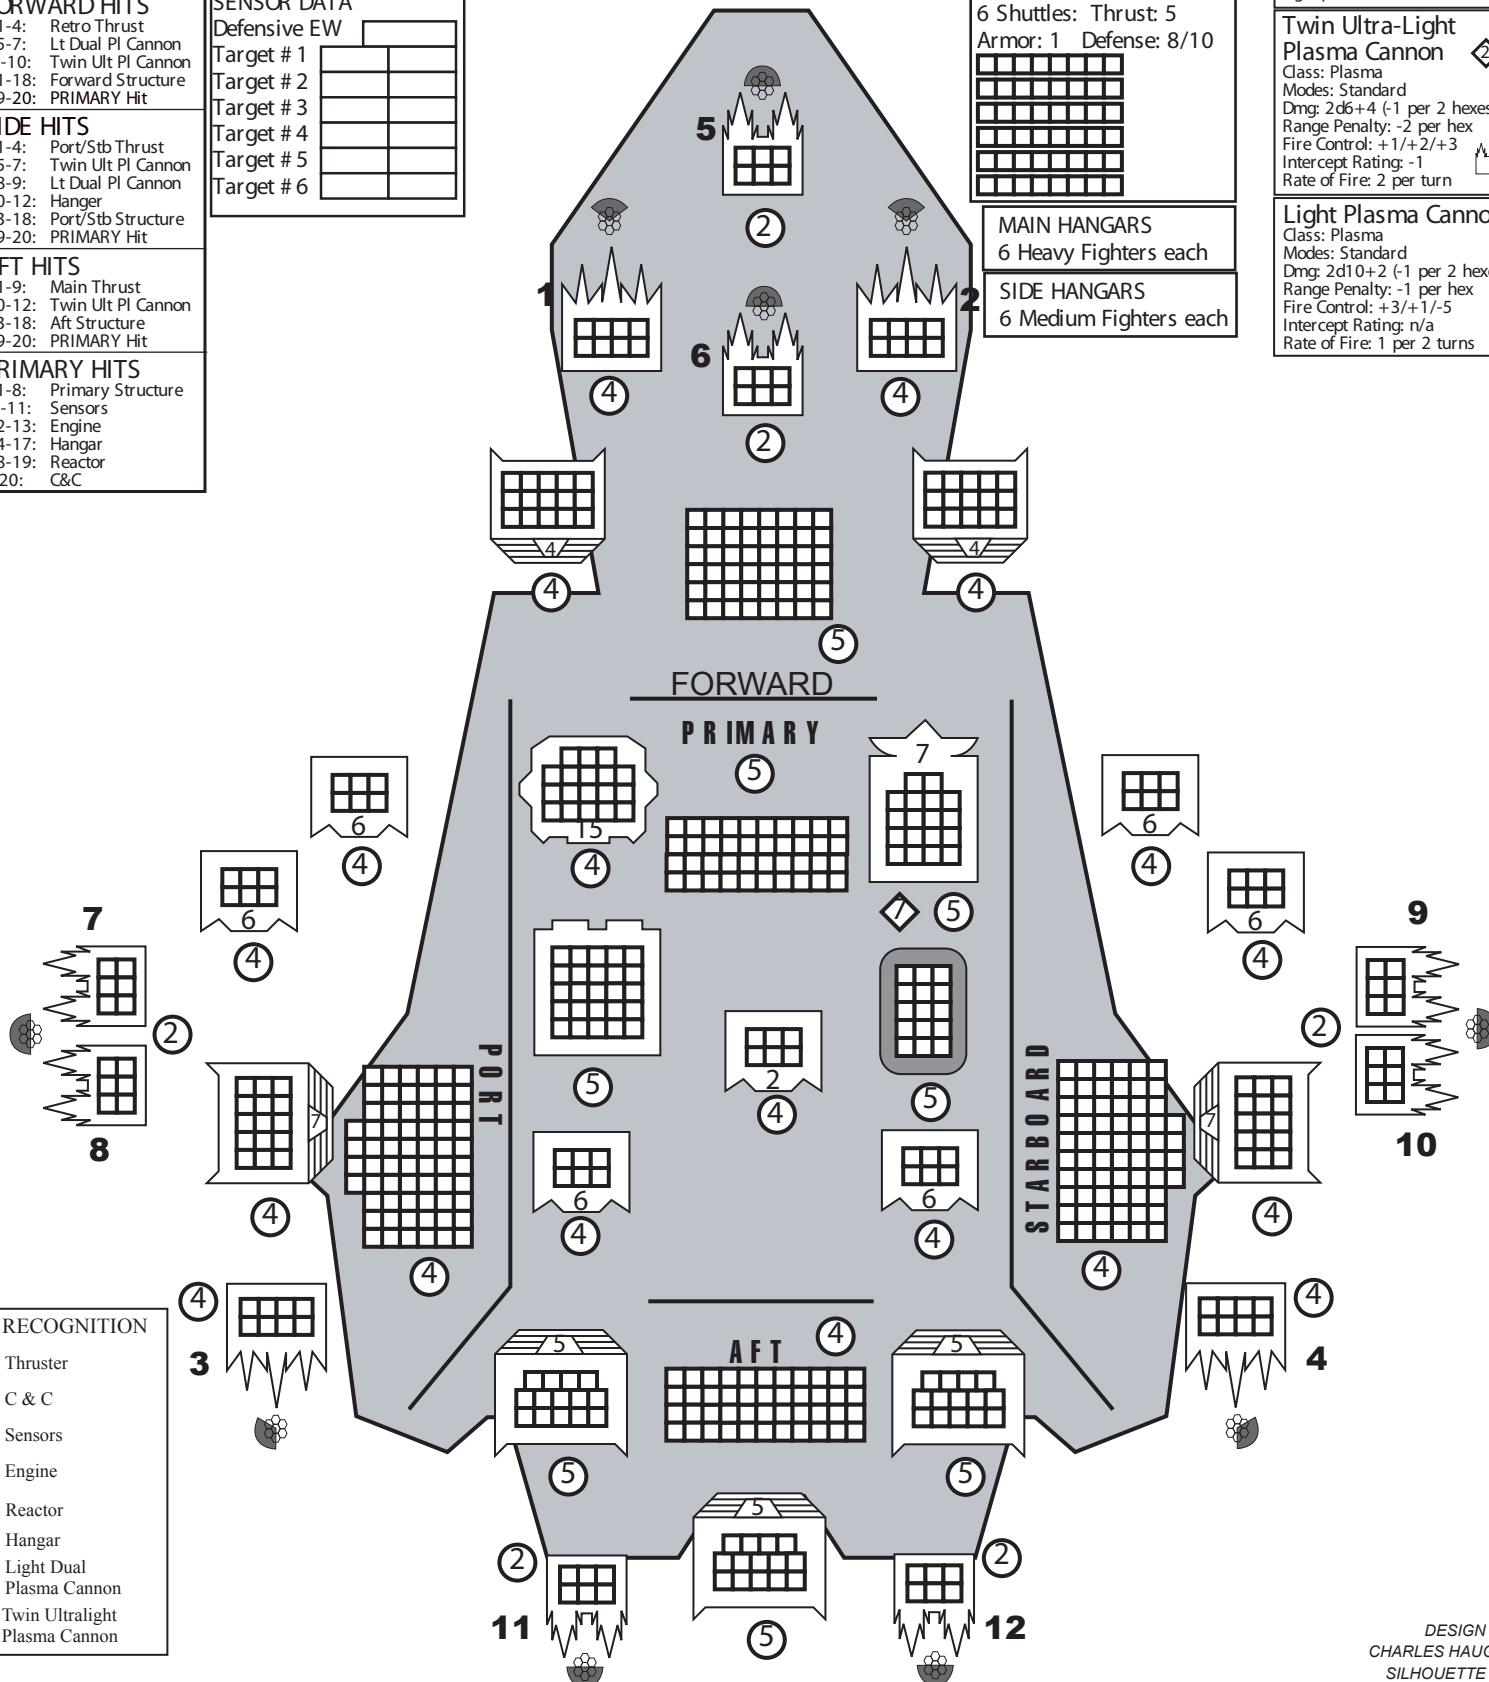 ORWARD HITS
1-4: Retro Thrust
5-7: Lt Dual Pl Cannon
-10: Twin Ult Pl Cannon
1-18: Forward Structure
9-20: PRIMARY Hit
IDE HITS
1-4: Port/Stb Thrust
5-7: Twin Ult Pl Cannon
8-9: Lt Dual Pl Cannon
0-12: Hanger
3-18: Port/Stb Structure
9-20: PRIMARY Hit
FT HITS
1-9: Main Thrust
0-12: Twin Ult Pl Cannon
3-18: Aft Structure
9-20: PRIMARY Hit
RIMARY HITS
1-8: Primary Structure
-11: Sensors
2-13: Engine
4-17: Hangar
8-19: Reactor
20: C&C
SENSOR DATA
Defensive EW
Target # 1
Target # 2
Target # 3
Target # 4
Target # 5
Target # 6
6 Shuttles: Thrust: 5
Armor: 1 Defense: 8/10
MAIN HANGARS
6 Heavy Fighters each
SIDE HANGARS
6 Medium Fighters each
Twin Ultra-Light
Plasma Cannon 2
Class: Plasma
Modes: Standard
Dmg: 2d6+4 (-1 per 2 hexes
Range Penalty: -2 per hex
Fire Control: +1/+2/+3
Intercept Rating: -1
Rate of Fire: 2 per turn
Light Plasma Canno
Class: Plasma
Modes: Standard
Dmg: 2d10+2 (-1 per 2 hex
Range Penalty: -1 per hex
Fire Control: +3/+1/-5
Intercept Rating: n/a
Rate of Fire: 1 per 2 turns
5
2
1
2
6
4
4
2
4
4
4
4
5
FORWARD
PRIMARY
5
7
15
4
7
5
6
4
6
4
6
4
6
4
7
8
2
9
10
2
5
2
4
5
PORT
STARBOARD
7
4
7
4
6
4
6
4
4
4
4
3
4
4
AFT
4
5
5
5
5
5
5
2
11
2
12
RECOGNITION
Thruster
C & C
Sensors
Engine
Reactor
Hangar
Light Dual
Plasma Cannon
Twin Ultralight
Plasma Cannon
DESIGN
CHARLES HAUG
SILHOUETTE